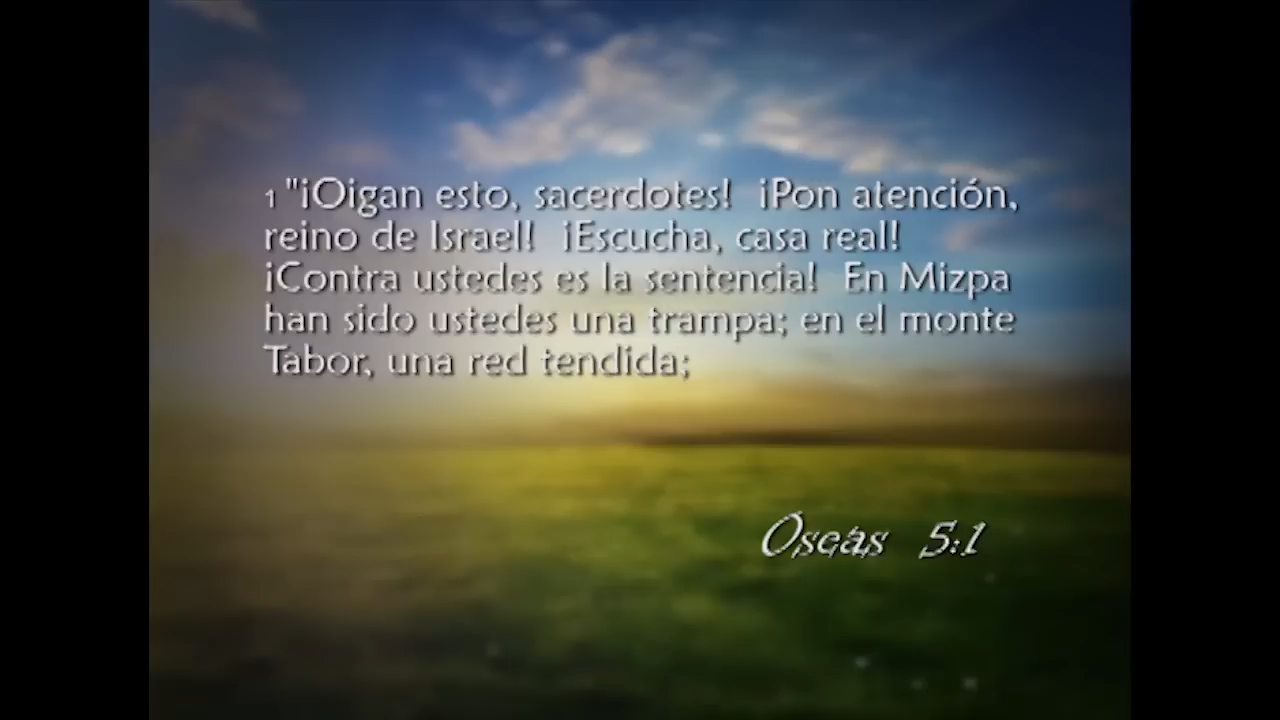 1 "¡Oigan esto, sacerdotes! ¡Pon atención,
reino de Israel! ¡Escucha, casa real!
¡Contra ustedes es la sentencia! En Mizpa
han sido ustedes una trampa; en el monte
Tabor, una red tendida;
Oseas 5:1